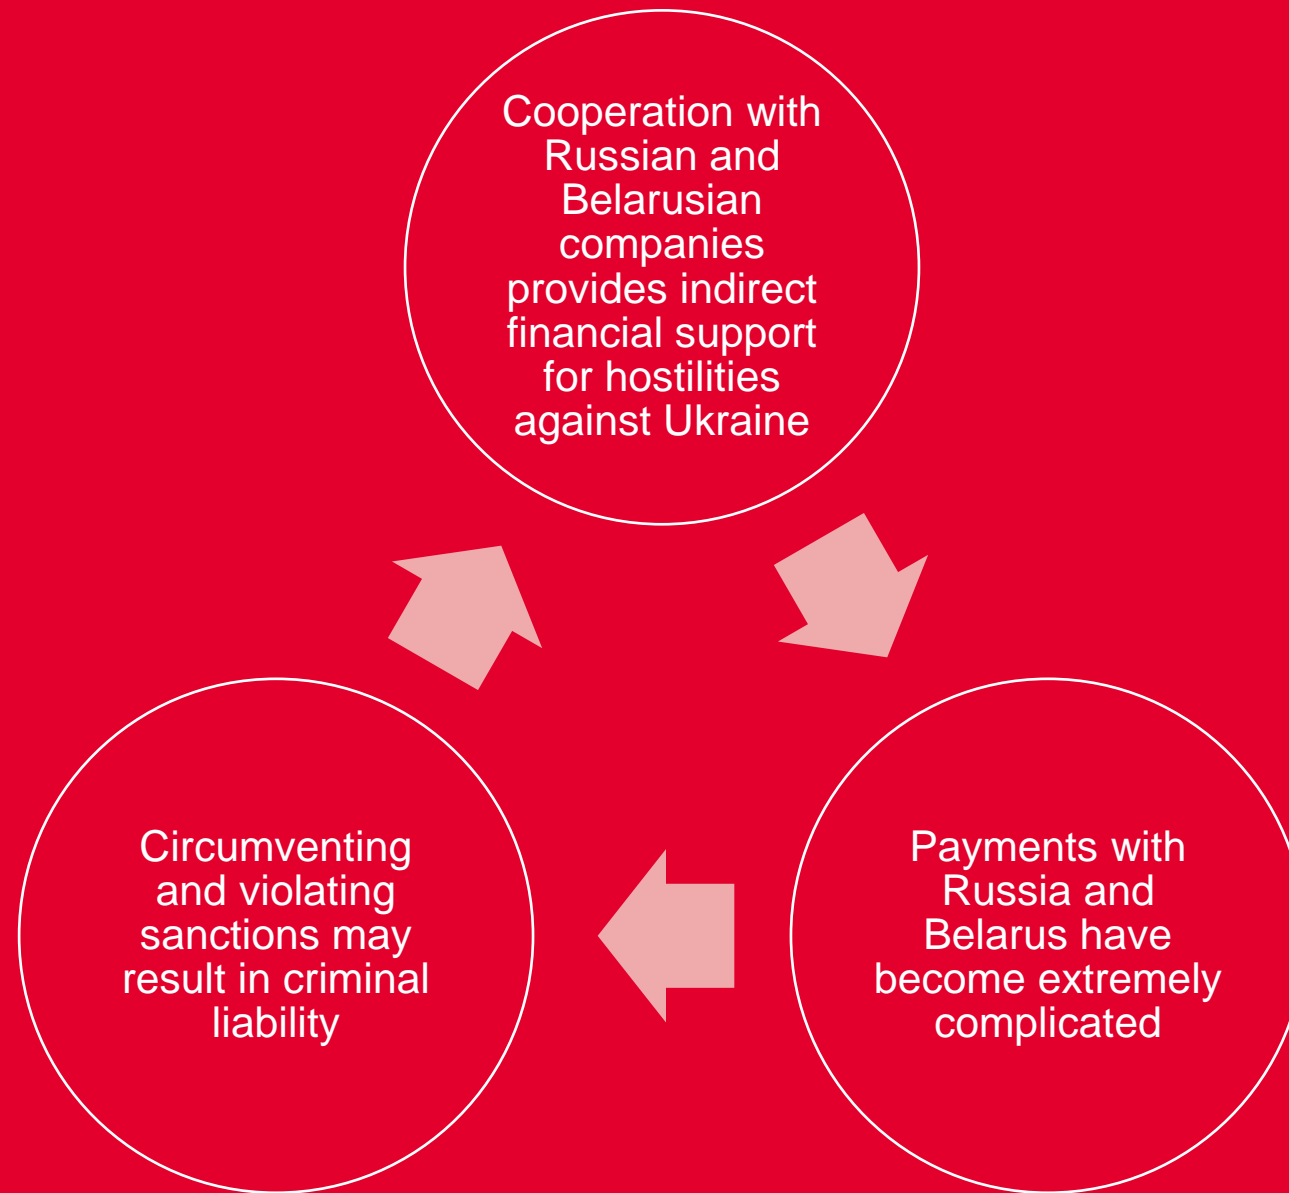 Cooperation with
Russian and
Belarusian
companies
provides indirect
financial support
for hostilities
against Ukraine
Payments with
Russia and
Belarus have
become extremely
complicated
Circumventing
and violating
sanctions may
result in criminal
liability